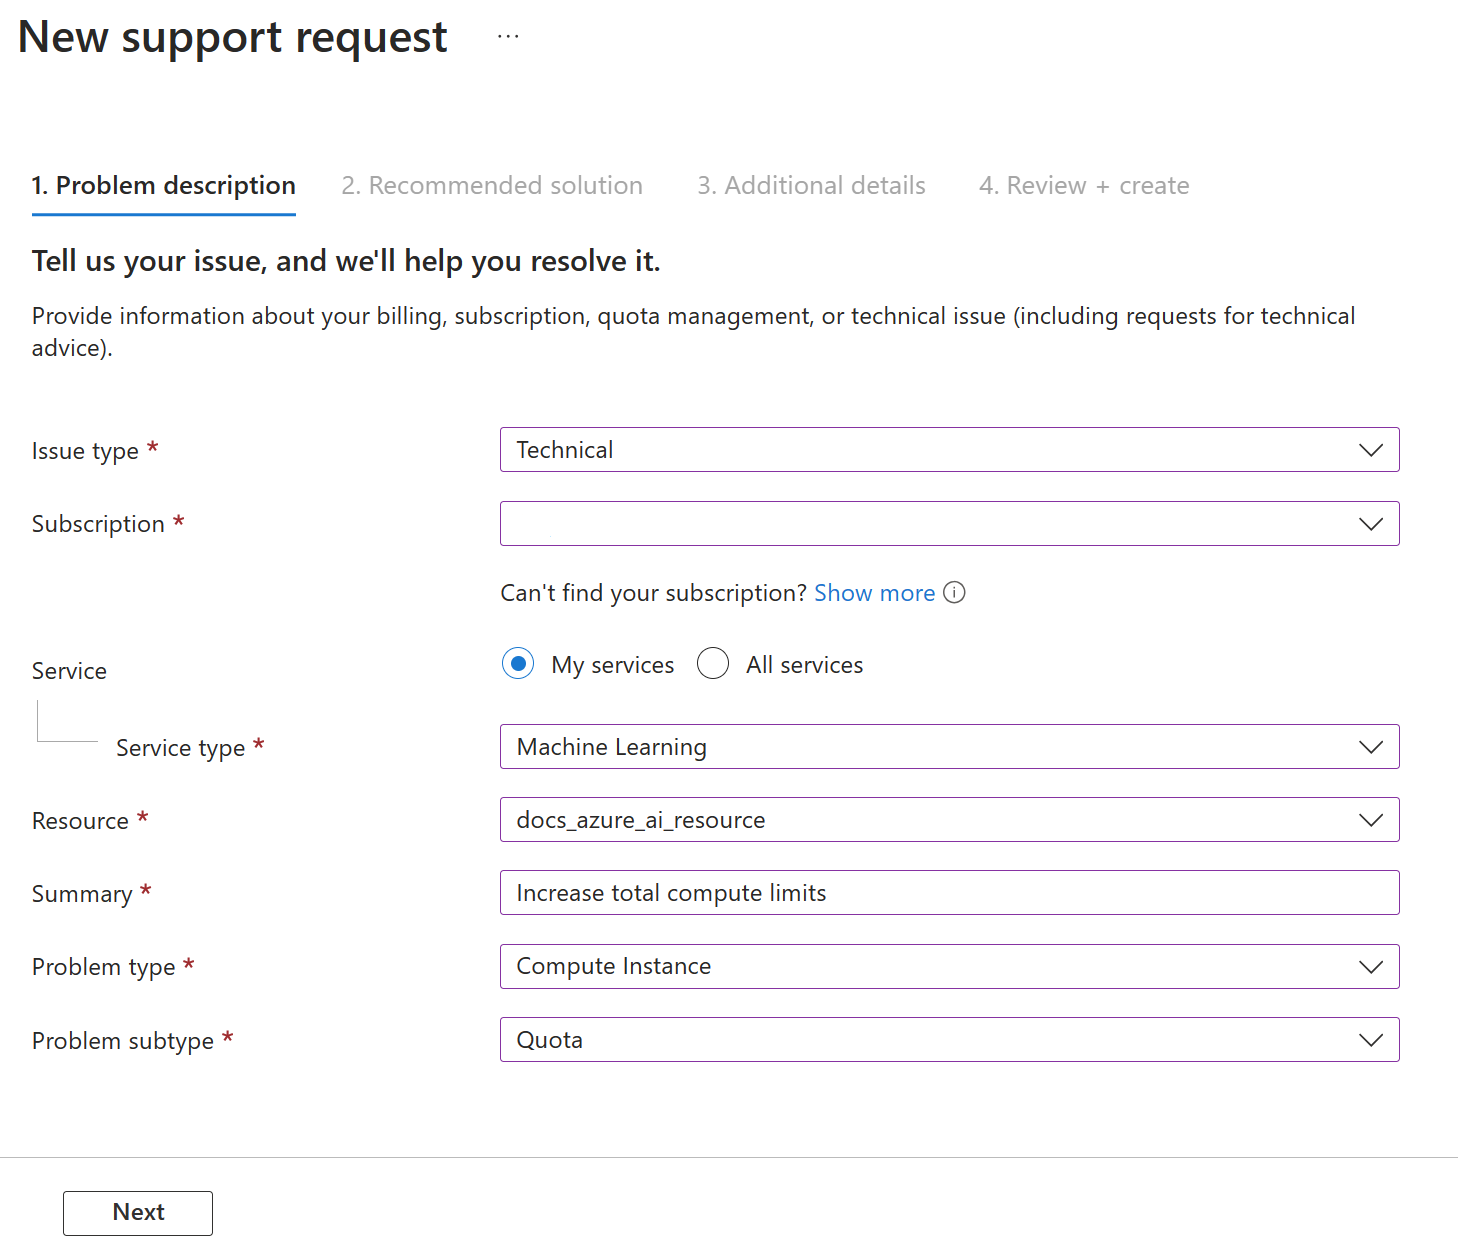 New support request ...
1. Problem description 2. Recommended solution 3. Additional details 4. Review + create
Tell us your issue, and we'll help you resolve it.
Provide information about your billing, subscription, quota management, or technical issue (including requests for technical
advice).
Issue type * Technical
Subscription *
Can't find your subscription? Show more
Service My services All services
Service type * Machine Learning
Resource * docs_azure_ai_resource
Summary * Increase total compute limits
Problem type * Compute Instance
Problem subtype * Quota
Next